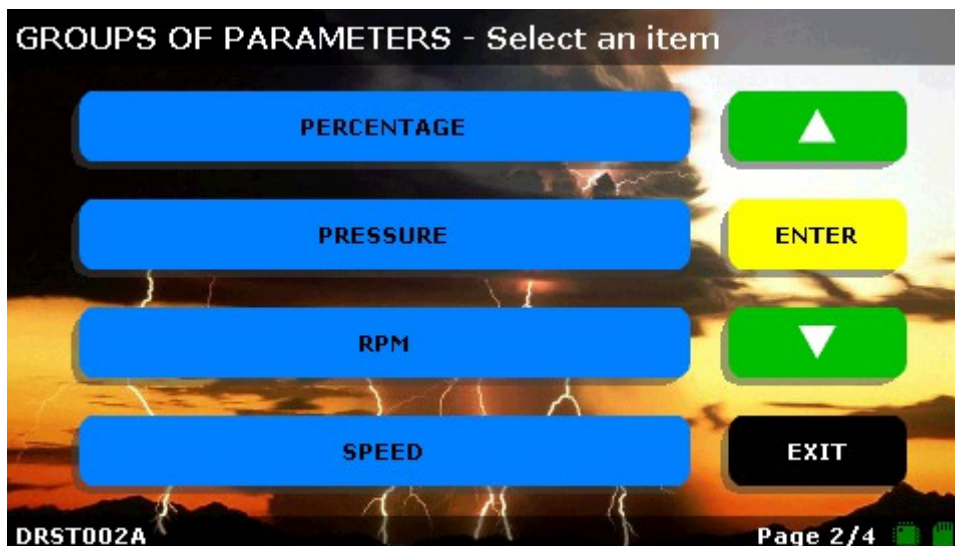 GROUPS OF PARAMETERS - Select an item
PERCENTAGE
PRESSURE
ENTER
RPM
SPEED
EXIT
DRST002A
Page 2/4